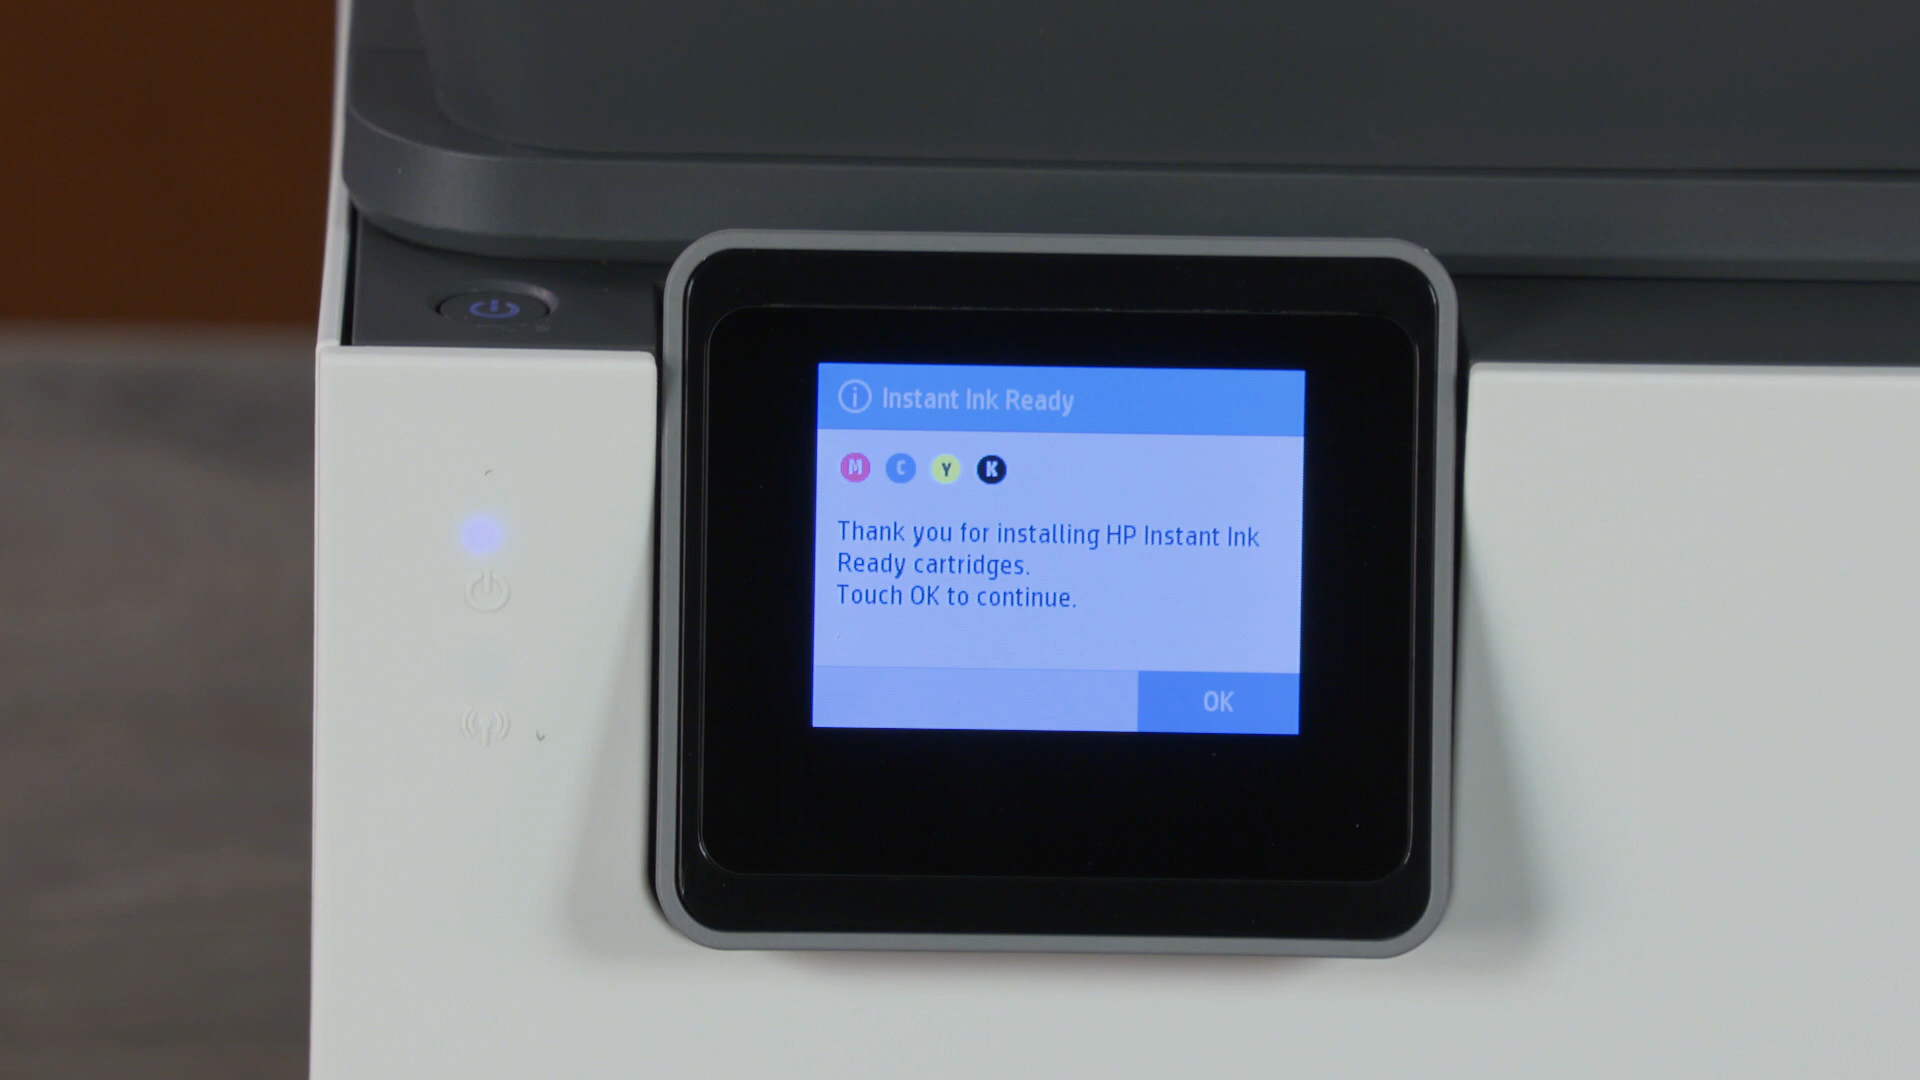 Instant Ink Ready
M C Y K
Thank you for installing HP Instant Ink
Ready cartridges.
Touch OK to continue.
OK